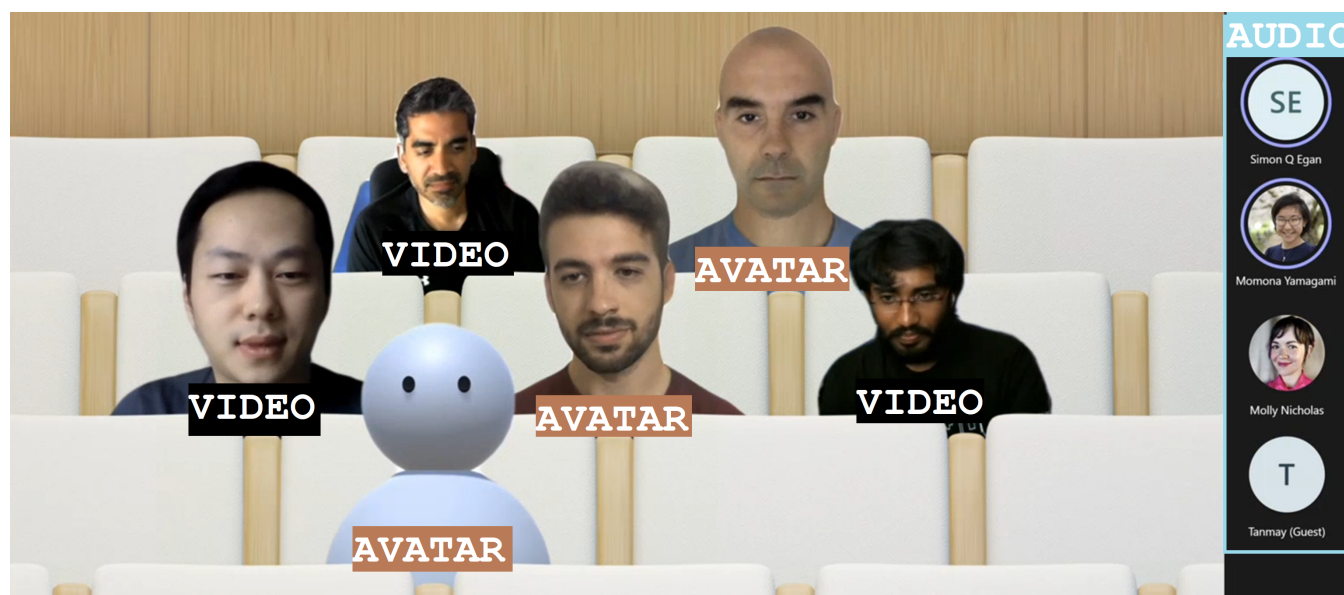 AUDIO
SE
Simon Q Egan
Momona Yamagami
Molly Nicholas
T
Tanmay (Guest)
VIDEO
AVATAR
VIDEO
AVATAR
VIDEO
AVATAR